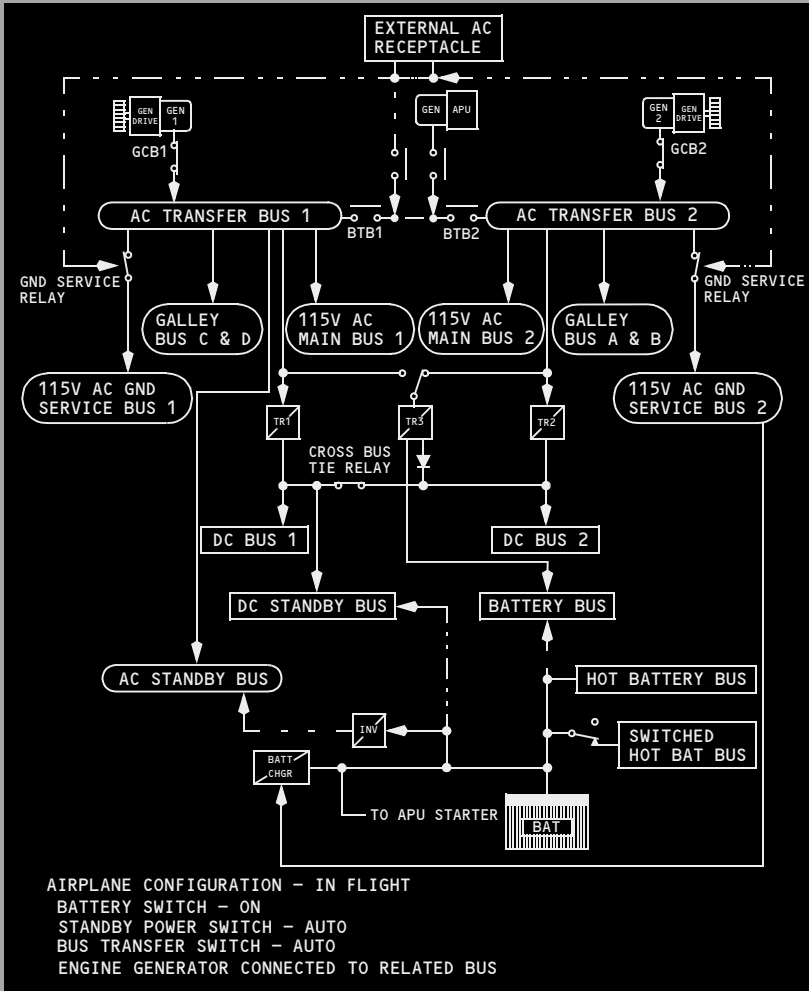 EXTERNAL AC
RECEPTACLE
GEN
DRIVE
GEN
1
GEN
APU
GEN
2
GEN
DRIVE
GCB1
GCB2
AC TRANSFER BUS 1
AC TRANSFER BUS 2
BTB1
BTB2
GND SERVICE
RELAY
GND SERVICE
RELAY
GALLEY
BUS C & D
115V AC
MAIN BUS 1
115V AC
MAIN BUS 2
GALLEY
BUS A & B
115V AC GND
SERVICE BUS 1
115V AC GND
SERVICE BUS 2
TR1
TR3
TR2
CROSS BUS
TIE RELAY
DC BUS 1
DC BUS 2
DC STANDBY BUS
BATTERY BUS
AC STANDBY BUS
HOT BATTERY BUS
INV
SWITCHED
HOT BAT BUS
BATT
CHGR
TO APU STARTER
BAT
AIRPLANE CONFIGURATION – IN FLIGHT
BATTERY SWITCH – ON
STANDBY POWER SWITCH – AUTO
BUS TRANSFER SWITCH – AUTO
ENGINE GENERATOR CONNECTED TO RELATED BUS